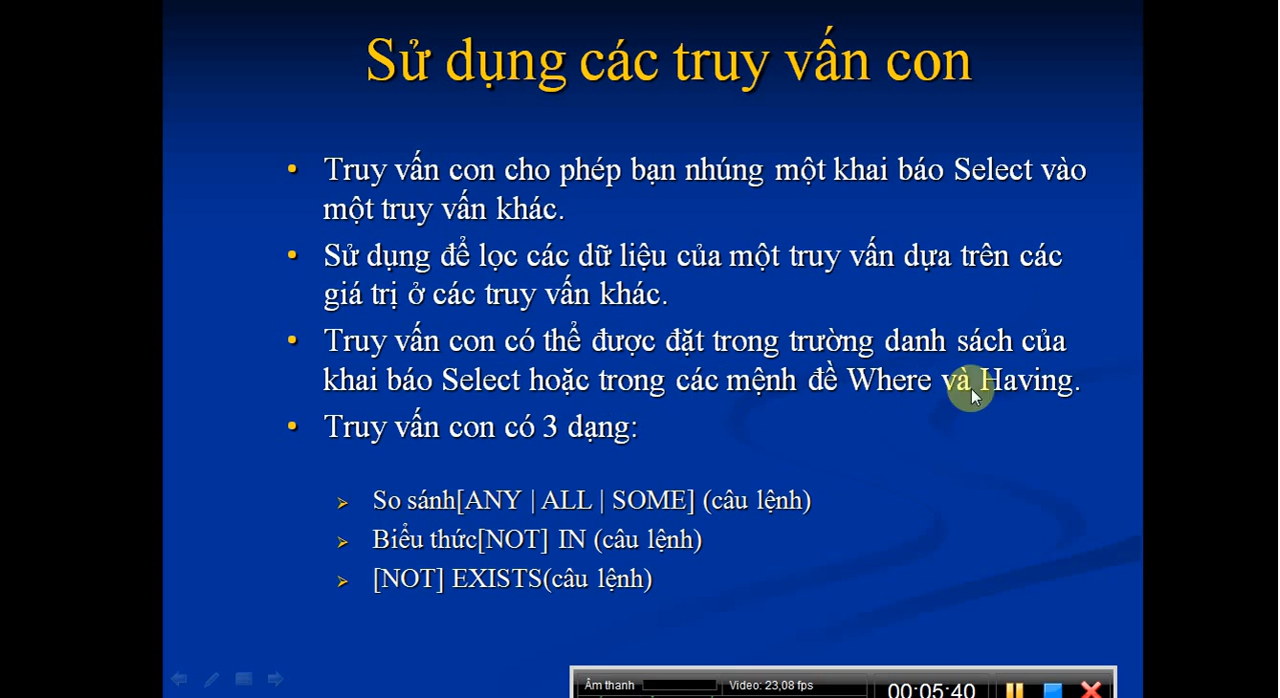 Sử dụng các truy vấn con
• Truy vấn con cho phép bạn nhúng một khai báo Select vào
một truy vấn khác.
• Sử dụng để lọc các dữ liệu của một truy vấn dựa trên các
giá trị ở các truy vấn khác.
• Truy vấn con có thể được đặt trong trường danh sách của
khai báo Select hoặc trong các mệnh đề Where và Having.
• Truy vấn con có 3 dạng:
➢ So sánh[ANY | ALL | SOME] (câu lệnh)
➢ Biểu thức[NOT] IN (câu lệnh)
➢ [NOT] EXISTS(câu lệnh)
Âm thanh Video: 23,08 fps 00:05:40